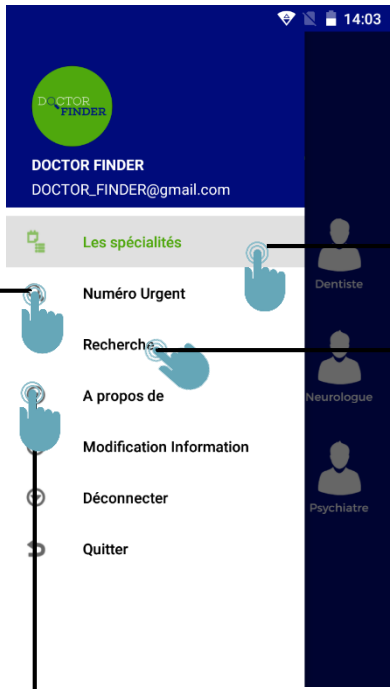 14:03
DOCTOR
FINDER
DOCTOR FINDER
DOCTOR_FINDER@gmail.com
Les spécialités
Numéro Urgent
Recherche
A propos de
Modification Information
Déconnecter
Quitter
Dentiste
Neurologue
Psychiatre